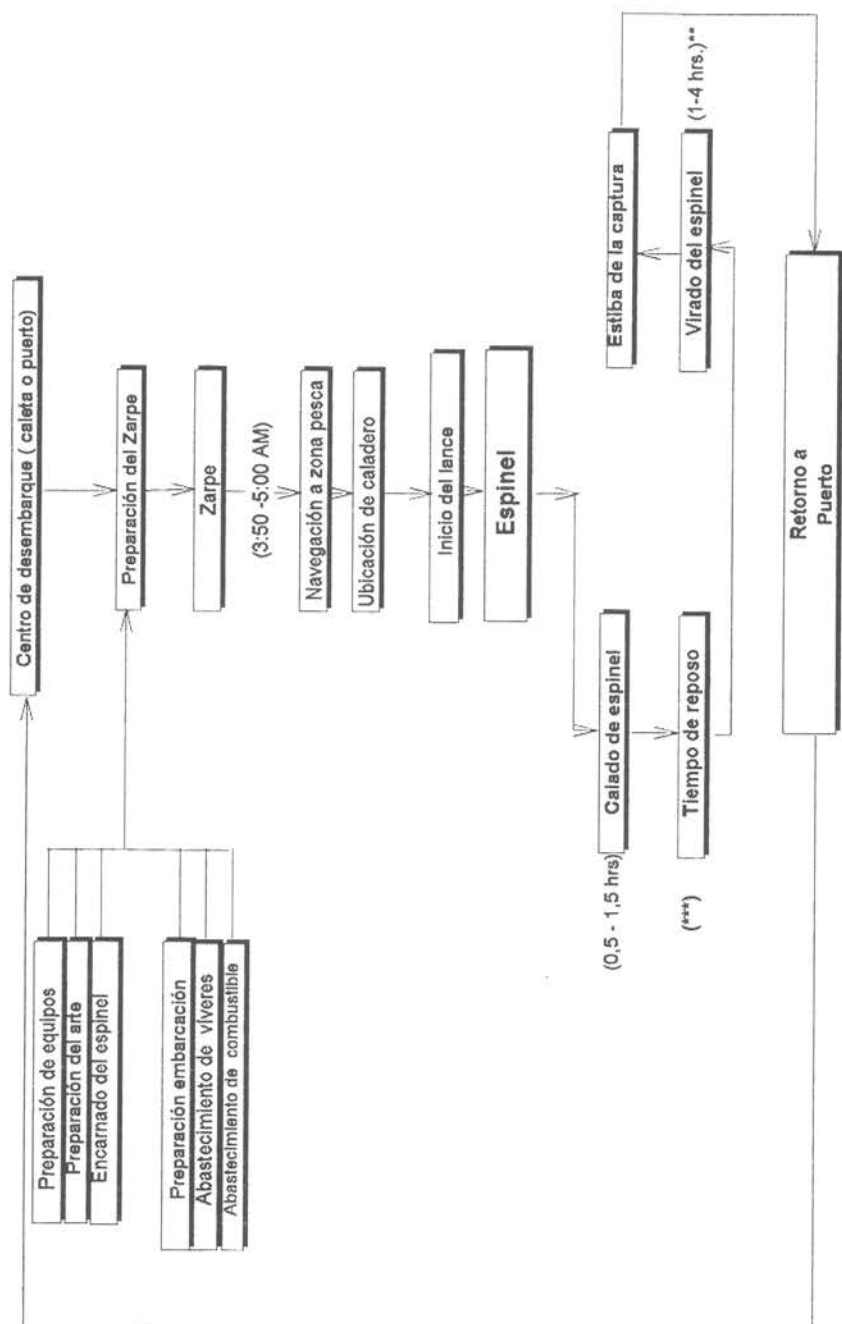 Centro de desembarque ( caleta o puerto)
Preparación de equipos
Preparación del arte
Encarnado del espinel
Preparación embarcación
Abastecimiento de víveres
Abastecimiento de combustible
Preparación del Zarpe
Zarpe
(3:50 -5:00 AM)
Navegación a zona pesca
Ubicación de caladero
Inicio del lance
Espinel
(0,5 - 1,5 hrs)
Calado de espinel
(***)
Tiempo de reposo
Estiba de la captura
Virado del espinel
(1-4 hrs.)**
Retorno a
Puerto